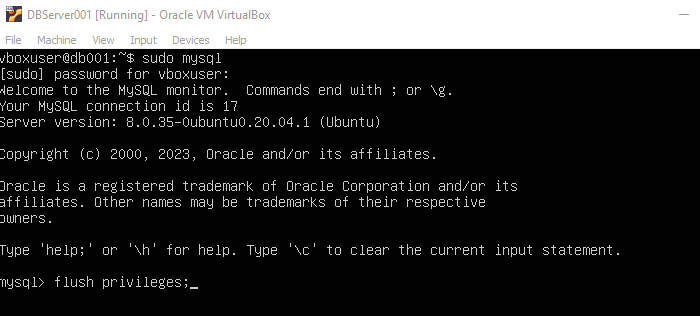 DBServer001 [Running] - Oracle VM VirtualBox
File Machine View Input Devices Help
vboxuser@db001:~$ sudo mysql
[sudo] password for vboxuser:
Welcome to the MySQL monitor.  Commands end with ; or \g.
Your MySQL connection id is 17
Server version: 8.0.35-0ubuntu0.20.04.1 (Ubuntu)
Copyright (c) 2000, 2023, Oracle and/or its affiliates.
Oracle is a registered trademark of Oracle Corporation and/or its
affiliates. Other names may be trademarks of their respective
owners.
Type 'help;' or '\h' for help. Type '\c' to clear the current input statement.
mysql> flush privileges;_